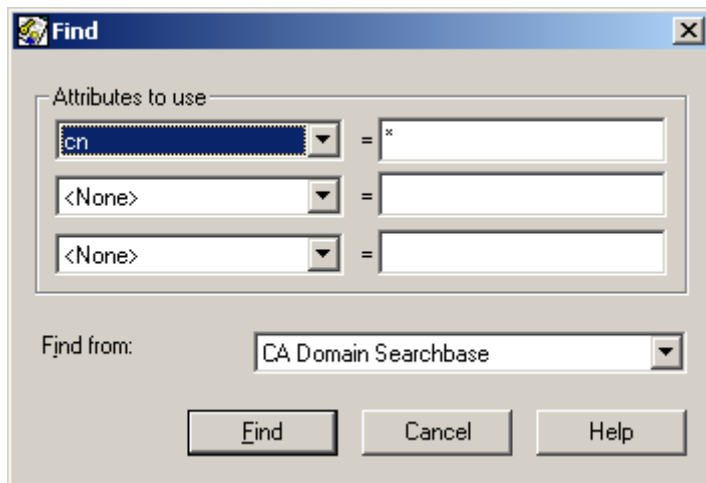 Find
Attributes to use
cn = *
<None> =
<None> =
Find from: CA Domain Searchbase
Find Cancel Help